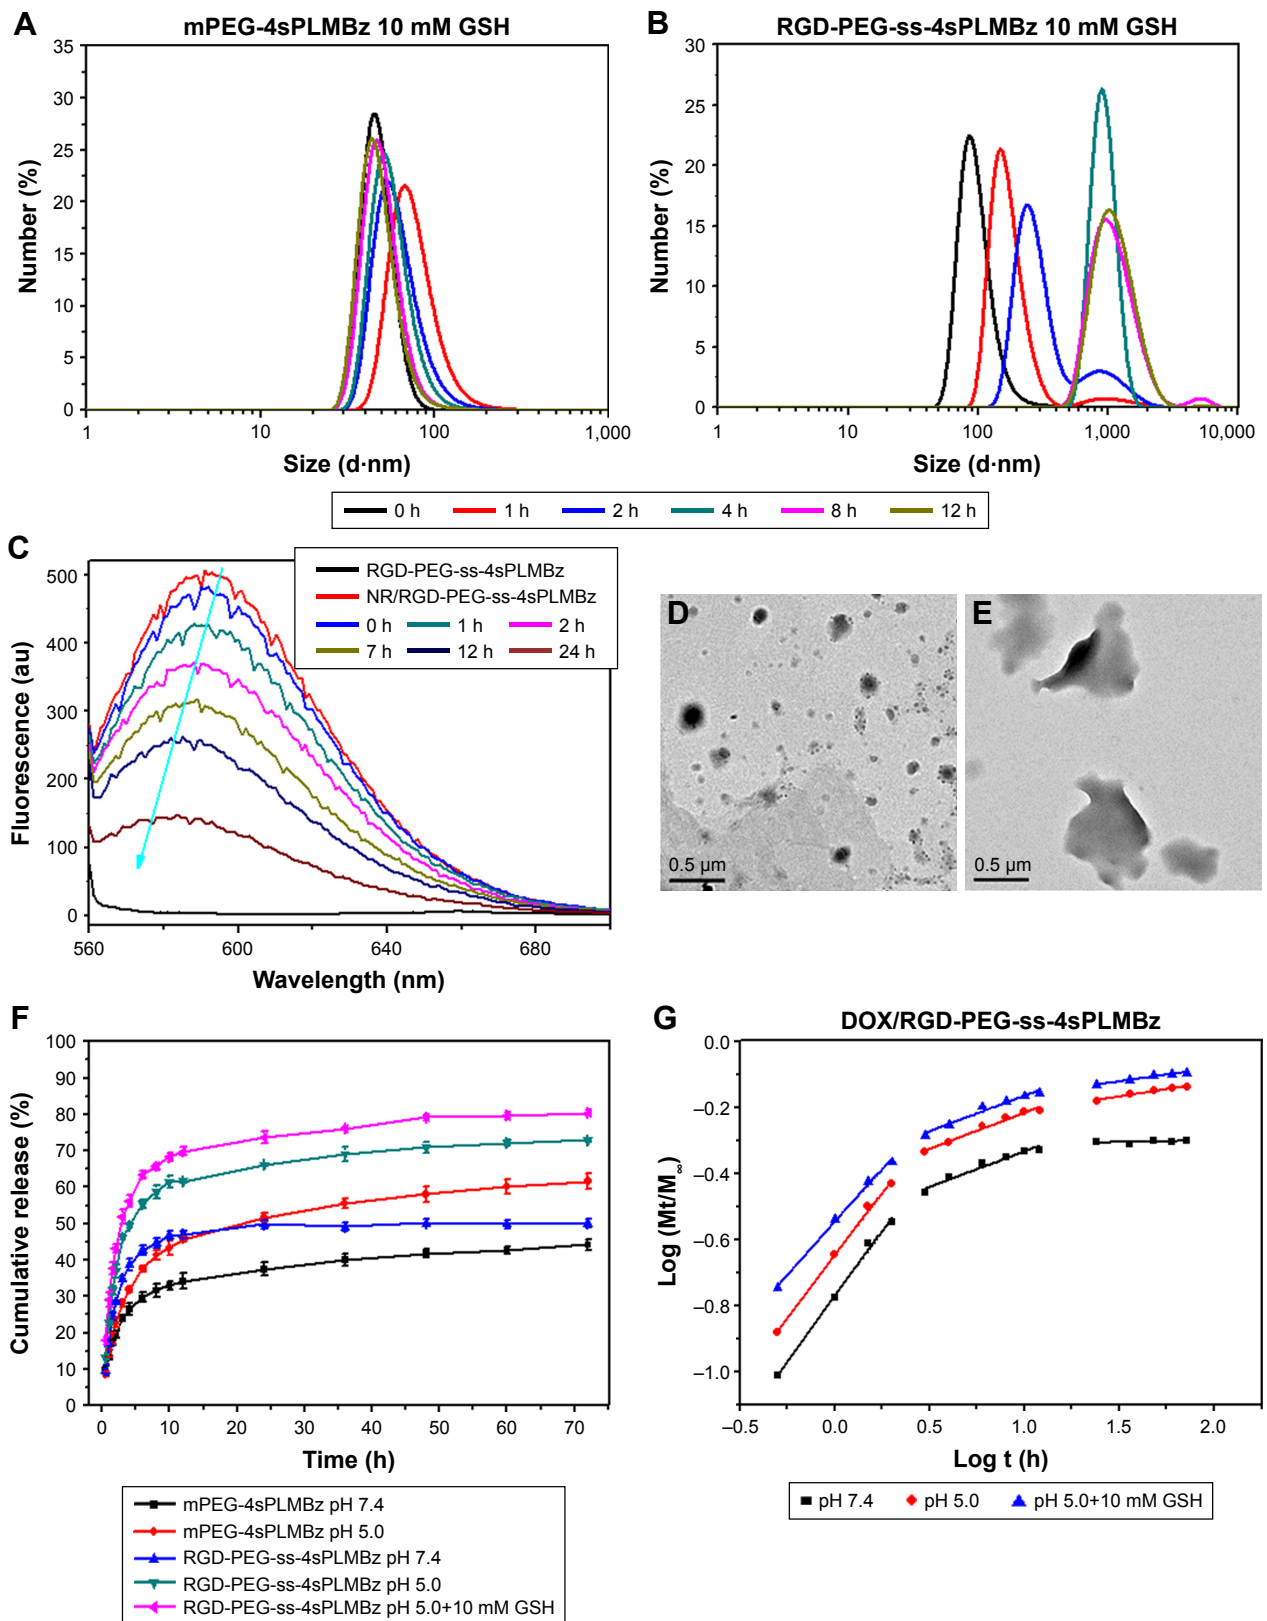 A
mPEG-4sPLMBz 10 mM GSH
35
30
25
20
15
10
5
0
Number (%)
1
10
100
1,000
Size (d·nm)
B
RGD-PEG-ss-4sPLMBz 10 mM GSH
30
25
20
15
10
5
0
Number (%)
1
10
100
1,000
10,000
Size (d·nm)
0 h 1 h 2 h 4 h 8 h 12 h
C
RGD-PEG-ss-4sPLMBz
NR/RGD-PEG-ss-4sPLMBz
0 h 1 h 2 h
7 h 12 h 24 h
500
400
300
200
100
0
Fluorescence (au)
560
600
640
680
Wavelength (nm)
D
0.5 µm
E
0.5 µm
F
100
90
80
70
60
50
40
30
20
10
0
Cumulative release (%)
0
10
20
30
40
50
60
70
Time (h)
mPEG-4sPLMBz pH 7.4
mPEG-4sPLMBz pH 5.0
RGD-PEG-ss-4sPLMBz pH 7.4
RGD-PEG-ss-4sPLMBz pH 5.0
RGD-PEG-ss-4sPLMBz pH 5.0+10 mM GSH
G
DOX/RGD-PEG-ss-4sPLMBz
0.0
–0.2
–0.4
–0.6
–0.8
–1.0
Log (Mt/M∞)
–0.5
0.0
0.5
1.0
1.5
2.0
Log t (h)
pH 7.4 pH 5.0 pH 5.0+10 mM GSH